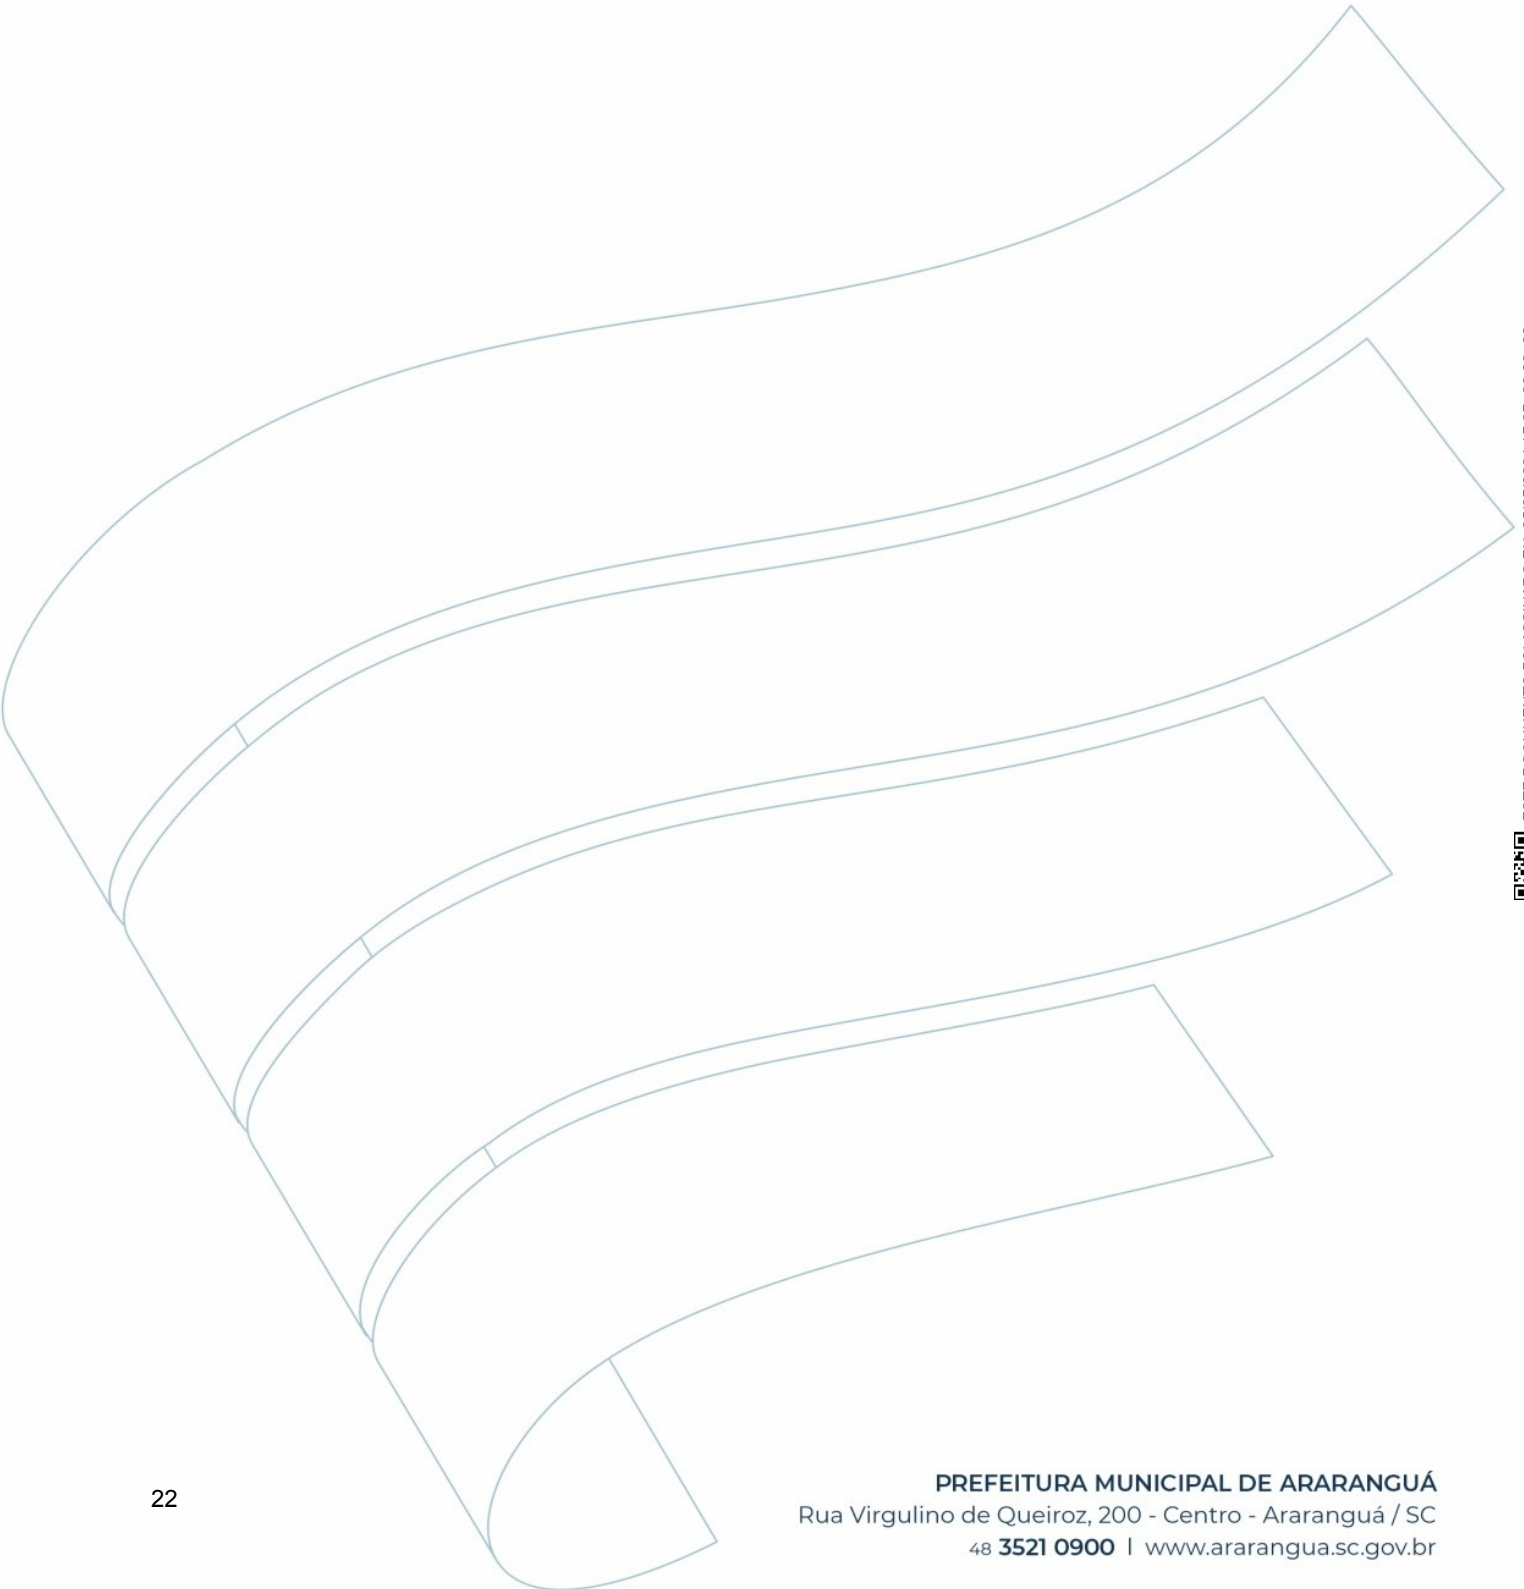 22
PREFEITURA MUNICIPAL DE ARARANGUÁ
Rua Virgulino de Queiroz, 200 - Centro - Araranguá / SC
48 3521 0900 | www.ararangua.sc.gov.br